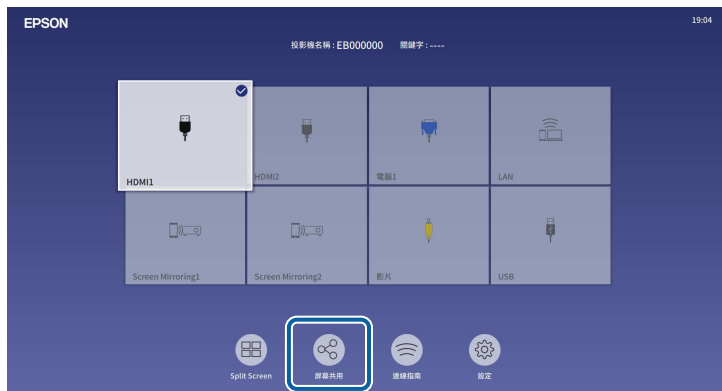 EPSON
19:04
投影機名稱 : EB000000 關鍵字 : ----
HDMI1
HDMI2
電腦1
LAN
Screen Mirroring1
Screen Mirroring2
影片
USB
Split Screen
屏幕共用
連線指南
設定